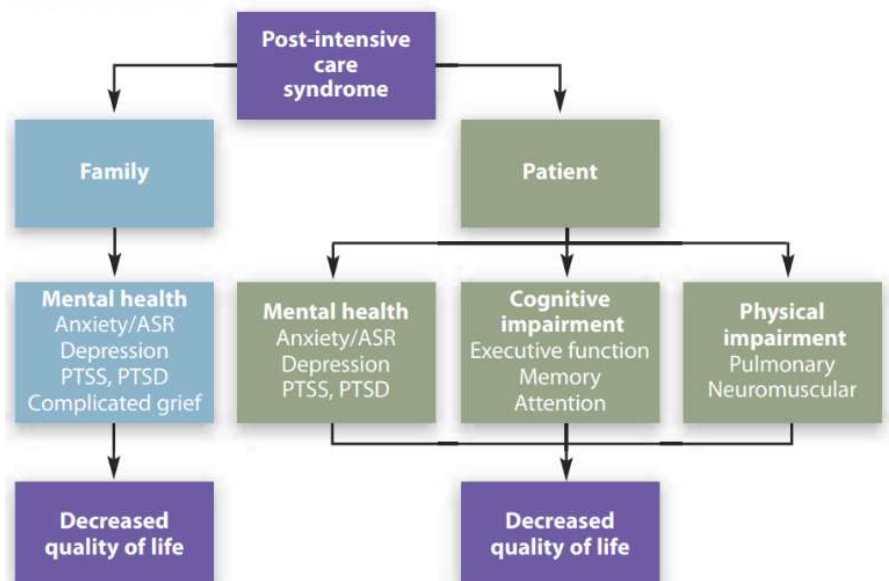 Post-intensive
care
syndrome
Family
Patient
Mental health
Anxiety/ASR
Depression
PTSS, PTSD
Complicated grief
Mental health
Anxiety/ASR
Depression
PTSS, PTSD
Cognitive
impairment
Executive function
Memory
Attention
Physical
impairment
Pulmonary
Neuromuscular
Decreased
quality of life
Decreased
quality of life